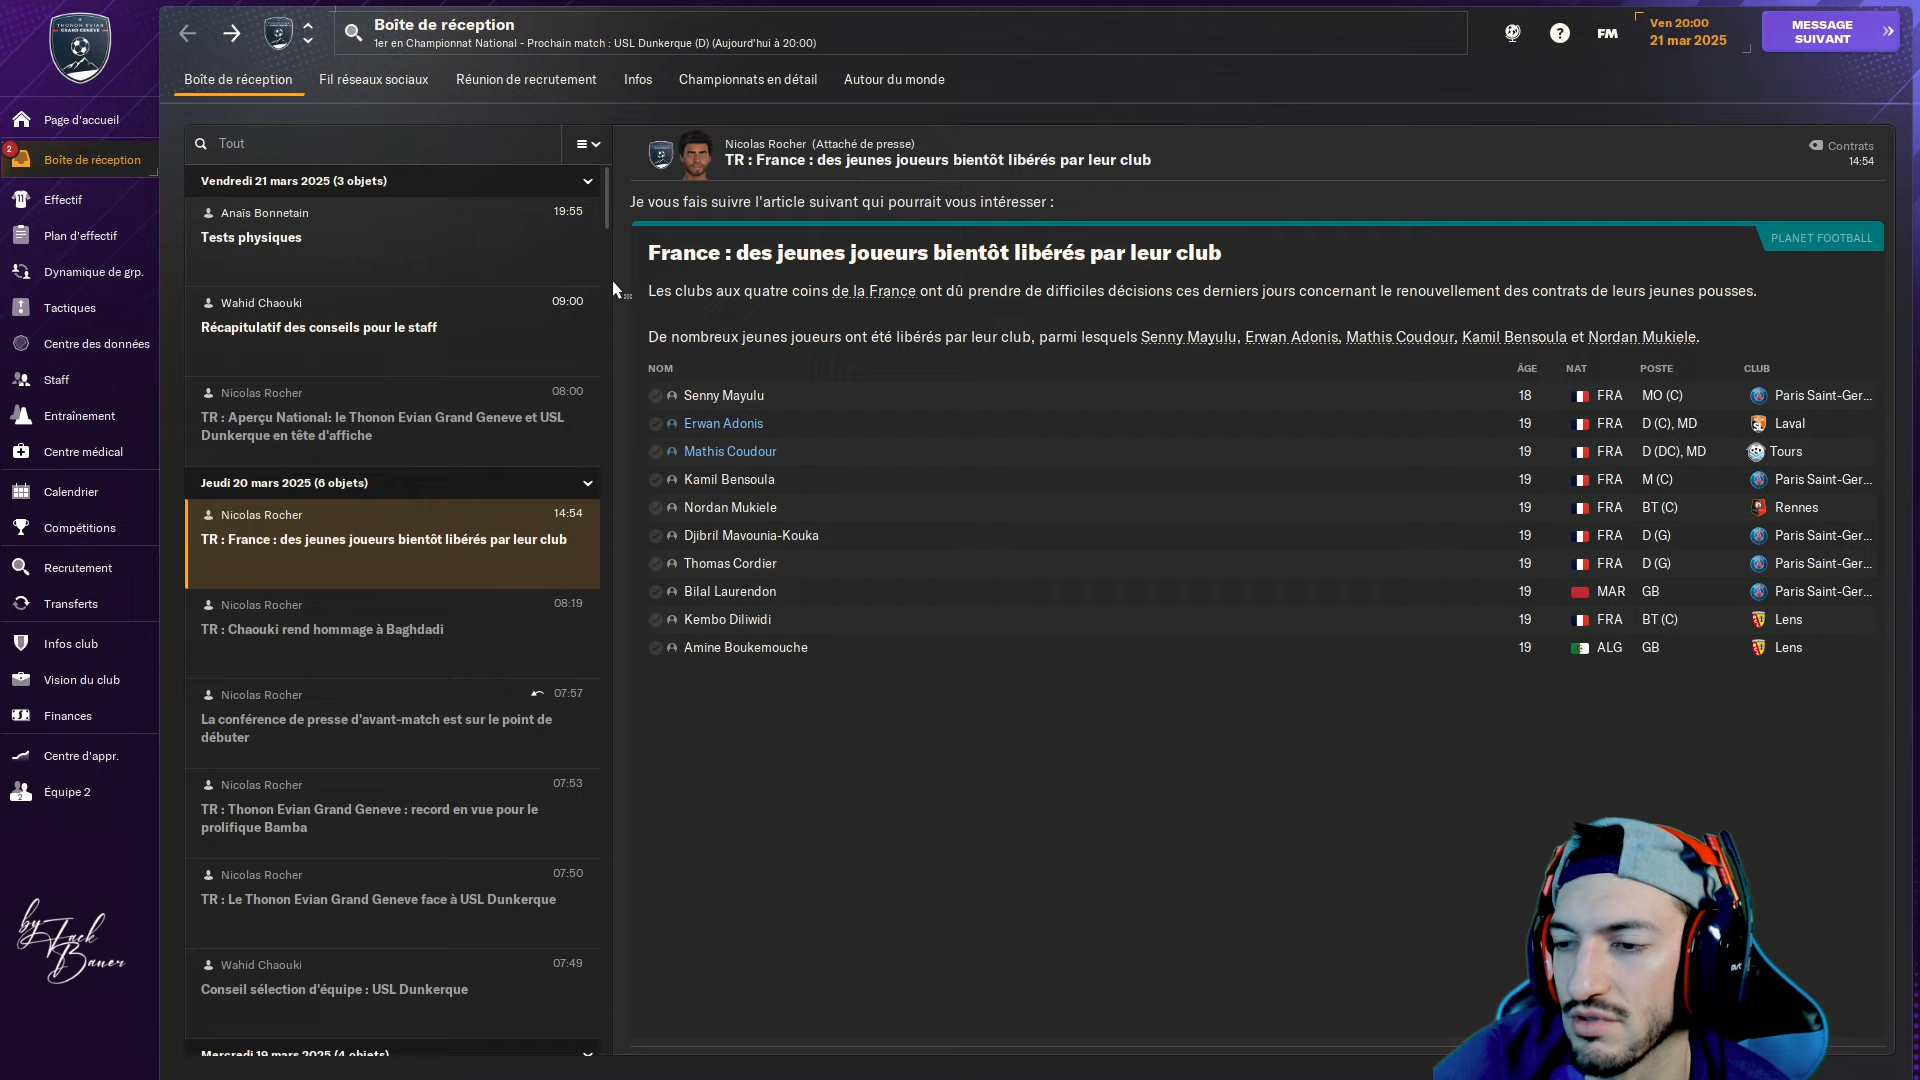 THONON EVIAN
GRAND GENÈVE
Boîte de réception
1er en Championnat National - Prochain match : USL Dunkerque (D) (Aujourd'hui à 20:00)
FM
Ven 20:00
21 mar 2025
MESSAGE
SUIVANT
Boîte de réception
Fil réseaux sociaux
Réunion de recrutement
Infos
Championnats en détail
Autour du monde
Page d'accueil
2
Boîte de réception
Effectif
Plan d'effectif
Dynamique de grp.
Tactiques
Centre des données
Staff
Entraînement
Centre médical
Calendrier
Compétitions
Recrutement
Transferts
Infos club
Vision du club
Finances
Centre d'appr.
Équipe 2
by Jack
Bauer
Tout
Vendredi 21 mars 2025 (3 objets)
Anaïs Bonnetain 19:55
Tests physiques
Wahid Chaouki 09:00
Récapitulatif des conseils pour le staff
Nicolas Rocher 08:00
TR : Aperçu National: le Thonon Evian Grand Geneve et USL
Dunkerque en tête d'affiche
Jeudi 20 mars 2025 (6 objets)
Nicolas Rocher 14:54
TR : France : des jeunes joueurs bientôt libérés par leur club
Nicolas Rocher 08:19
TR : Chaouki rend hommage à Baghdadi
Nicolas Rocher 07:57
La conférence de presse d'avant-match est sur le point de
débuter
Nicolas Rocher 07:53
TR : Thonon Evian Grand Geneve : record en vue pour le
prolifique Bamba
Nicolas Rocher 07:50
TR : Le Thonon Evian Grand Geneve face à USL Dunkerque
Wahid Chaouki 07:49
Conseil sélection d'équipe : USL Dunkerque
Mercredi 19 mars 2025 (4 objets)
Nicolas Rocher (Attaché de presse)
TR : France : des jeunes joueurs bientôt libérés par leur club
Contrats
14:54
Je vous fais suivre l'article suivant qui pourrait vous intéresser :
PLANET FOOTBALL
France : des jeunes joueurs bientôt libérés par leur club
Les clubs aux quatre coins de la France ont dû prendre de difficiles décisions ces derniers jours concernant le renouvellement des contrats de leurs jeunes pousses.
De nombreux jeunes joueurs ont été libérés par leur club, parmi lesquels Senny Mayulu, Erwan Adonis, Mathis Coudour, Kamil Bensoula et Nordan Mukiele.
NOM ÂGE NAT POSTE CLUB
Senny Mayulu 18 FRA MO (C) Paris Saint-Ger...
Erwan Adonis 19 FRA D (C), MD Laval
Mathis Coudour 19 FRA D (DC), MD Tours
Kamil Bensoula 19 FRA M (C) Paris Saint-Ger...
Nordan Mukiele 19 FRA BT (C) Rennes
Djibril Mavounia-Kouka 19 FRA D (G) Paris Saint-Ger...
Thomas Cordier 19 FRA D (G) Paris Saint-Ger...
Bilal Laurendon 19 MAR GB Paris Saint-Ger...
Kembo Diliwidi 19 FRA BT (C) Lens
Amine Boukemouche 19 ALG GB Lens